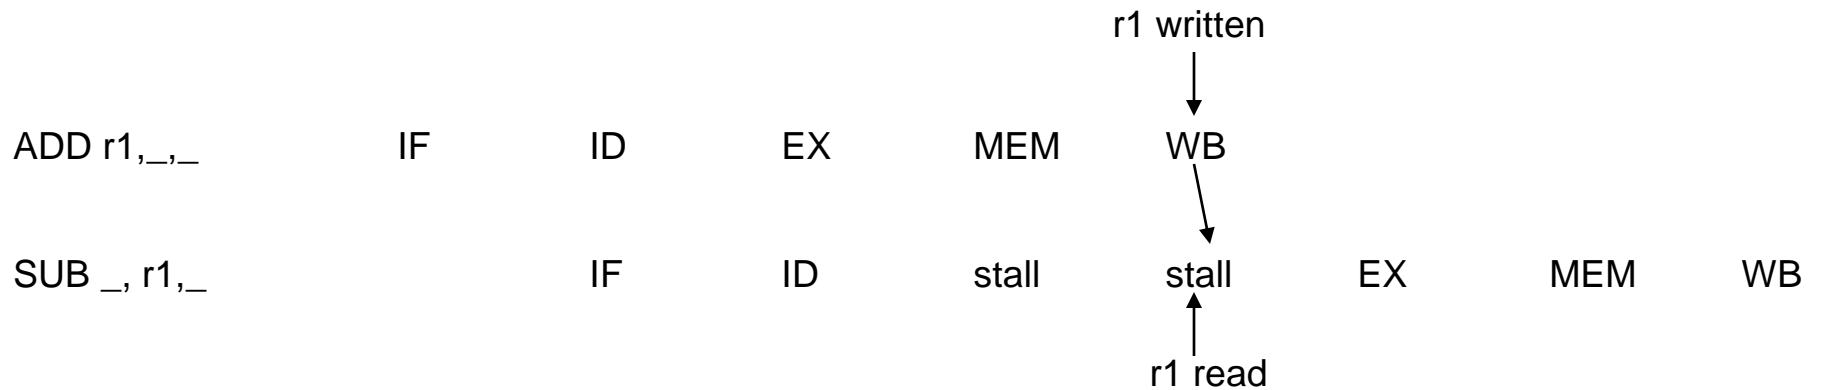 r1 written
ADD r1,_,_ IF ID EX MEM WB
SUB _, r1,_ IF ID stall stall EX MEM WB
r1 read